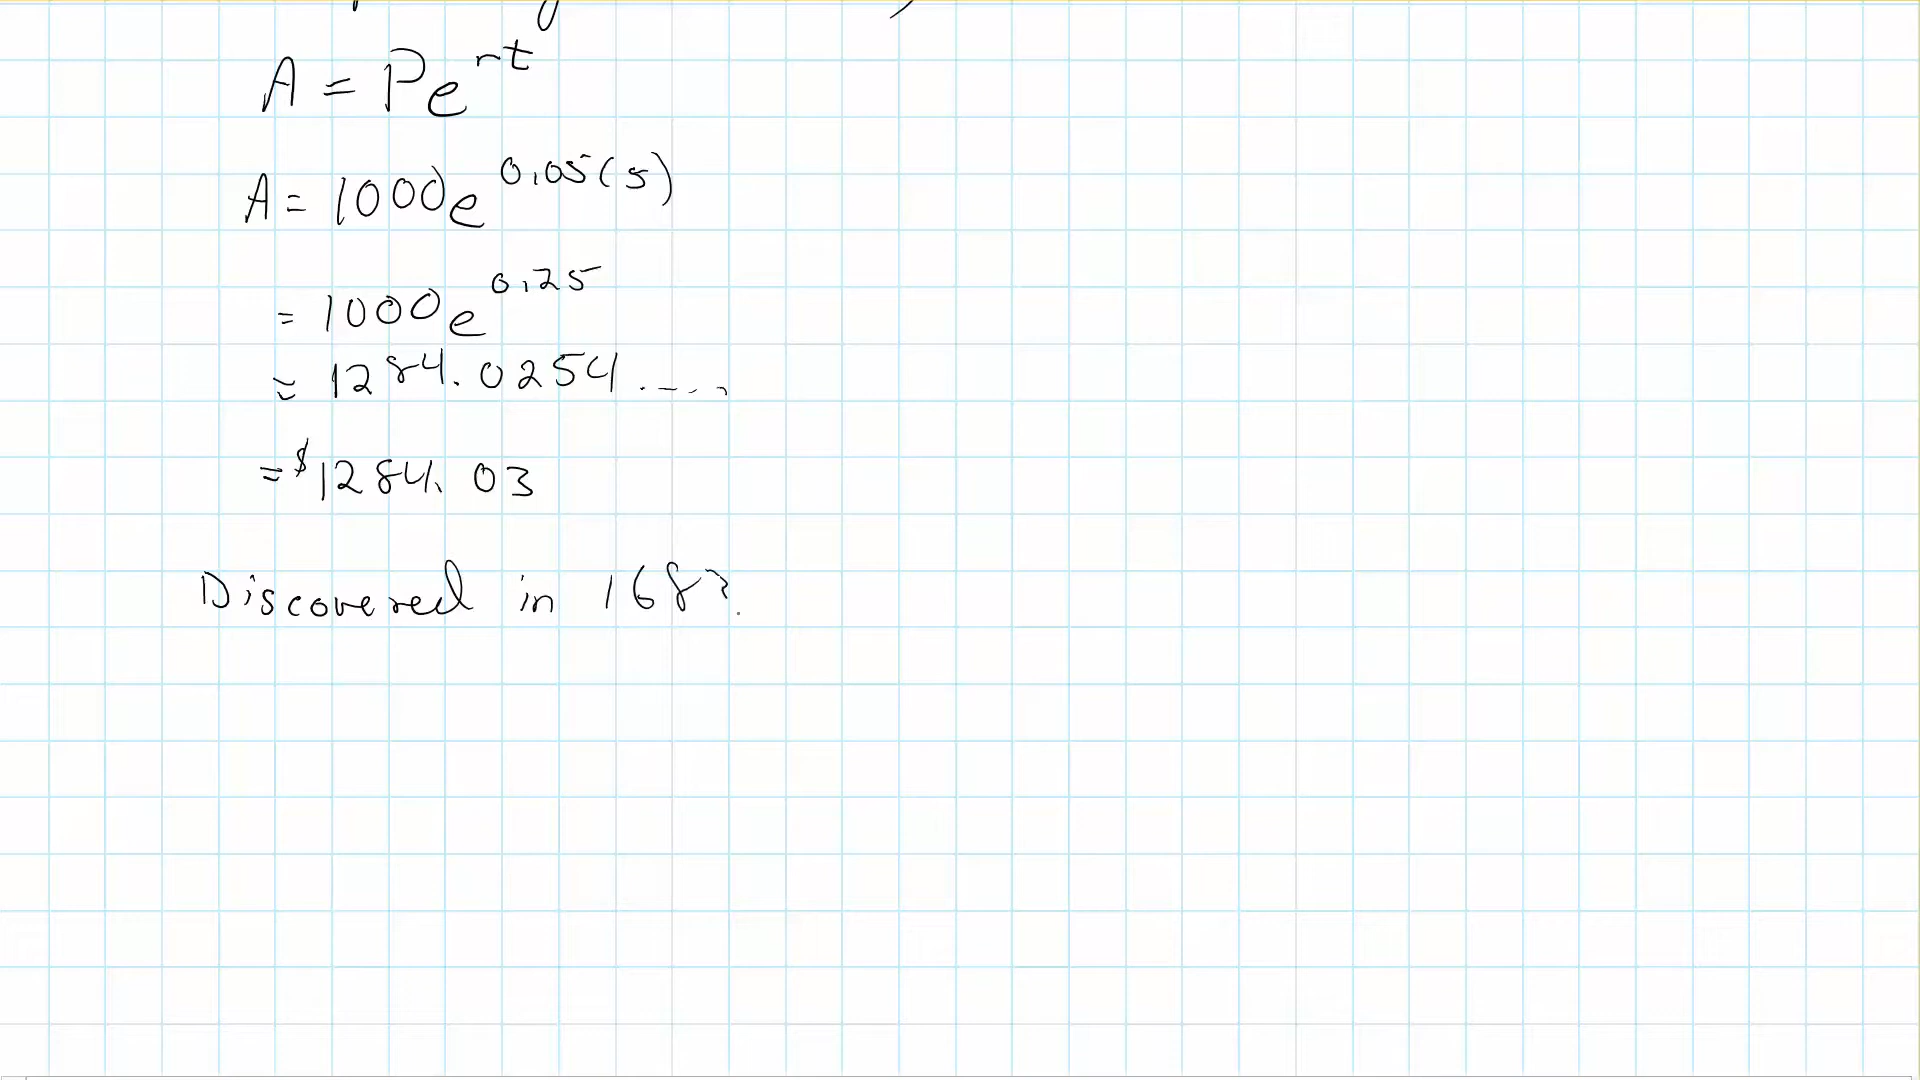 A = Pe^rt
A = 1000e^0.05(5)
= 1000e^0.25
≈ 1284.0254....
= $1284.03
Discovered in 1683.